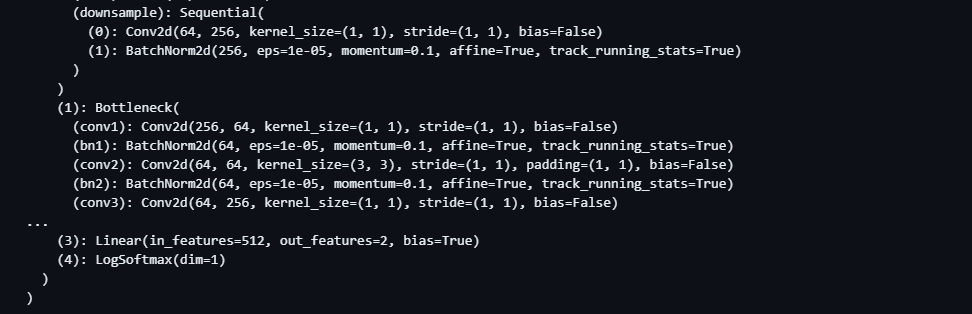 (downsample): Sequential(
(0): Conv2d(64, 256, kernel_size=(1, 1), stride=(1, 1), bias=False)
(1): BatchNorm2d(256, eps=1e-05, momentum=0.1, affine=True, track_running_stats=True)
)
)
(1): Bottleneck(
(conv1): Conv2d(256, 64, kernel_size=(1, 1), stride=(1, 1), bias=False)
(bn1): BatchNorm2d(64, eps=1e-05, momentum=0.1, affine=True, track_running_stats=True)
(conv2): Conv2d(64, 64, kernel_size=(3, 3), stride=(1, 1), padding=(1, 1), bias=False)
(bn2): BatchNorm2d(64, eps=1e-05, momentum=0.1, affine=True, track_running_stats=True)
(conv3): Conv2d(64, 256, kernel_size=(1, 1), stride=(1, 1), bias=False)
...
(3): Linear(in_features=512, out_features=2, bias=True)
(4): LogSoftmax(dim=1)
)
)